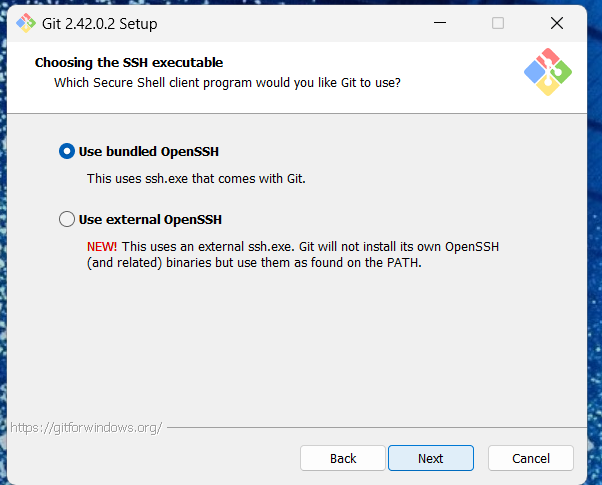 Git 2.42.0.2 Setup
Choosing the SSH executable
Which Secure Shell client program would you like Git to use?
Use bundled OpenSSH
This uses ssh.exe that comes with Git.
Use external OpenSSH
NEW! This uses an external ssh.exe. Git will not install its own OpenSSH
(and related) binaries but use them as found on the PATH.
https://gitforwindows.org/
Back
Next
Cancel